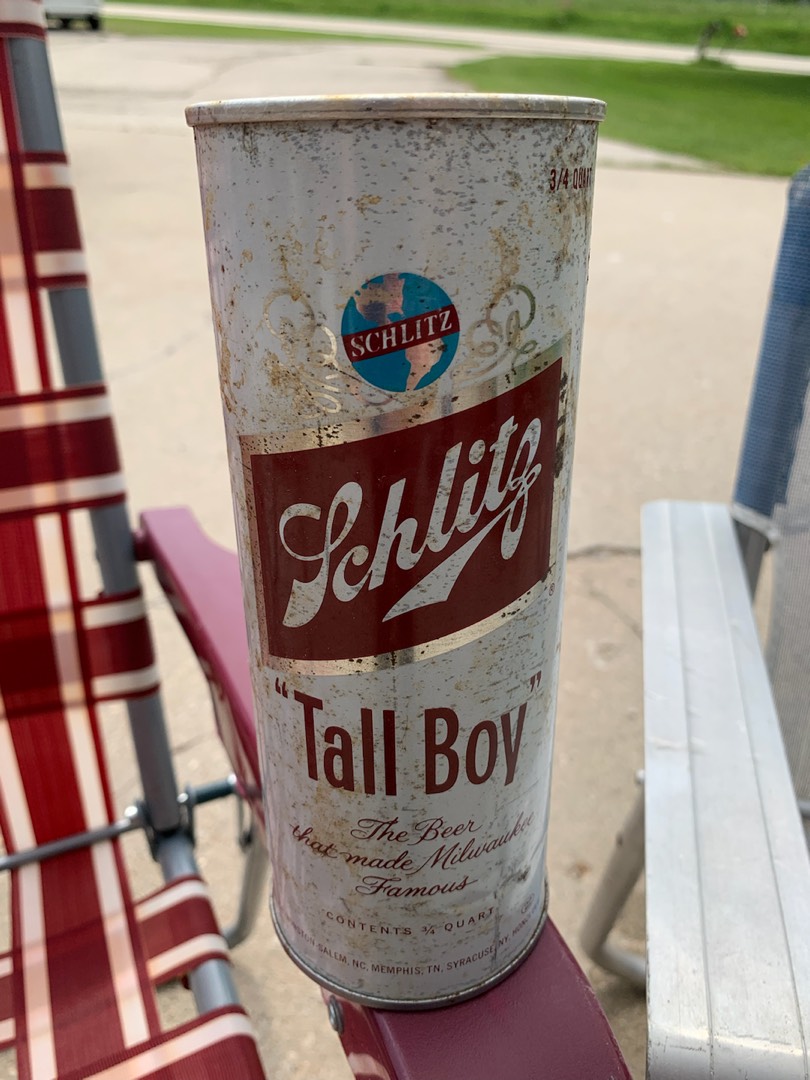 3/4 QUART
SCHLITZ
Schlitz
®
"Tall Boy"
The Beer
that made Milwaukee
Famous
CONTENTS ¾ QUART
SALEM, NC, MEMPHIS, TN, SYRACUSE, NY,